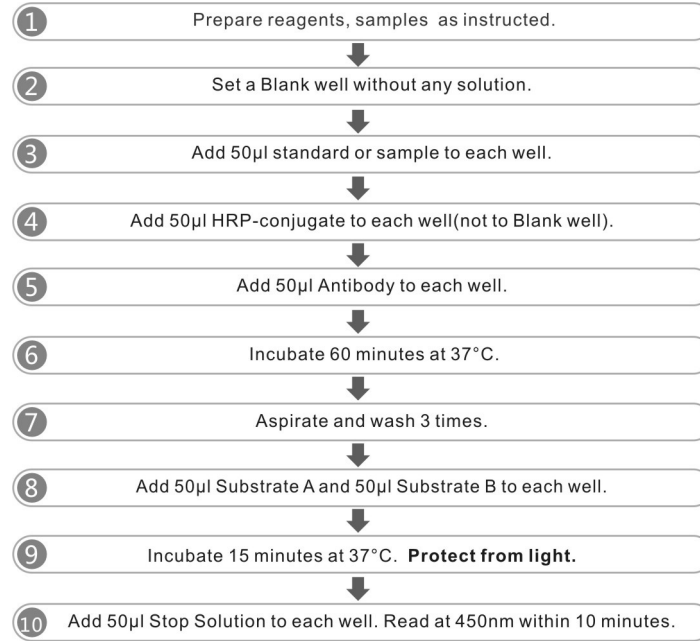 1 Prepare reagents, samples as instructed.
2 Set a Blank well without any solution.
3 Add 50μl standard or sample to each well.
4 Add 50μl HRP-conjugate to each well(not to Blank well).
5 Add 50μl Antibody to each well.
6 Incubate 60 minutes at 37°C.
7 Aspirate and wash 3 times.
8 Add 50μl Substrate A and 50μl Substrate B to each well.
9 Incubate 15 minutes at 37°C. Protect from light.
10 Add 50μl Stop Solution to each well. Read at 450nm within 10 minutes.